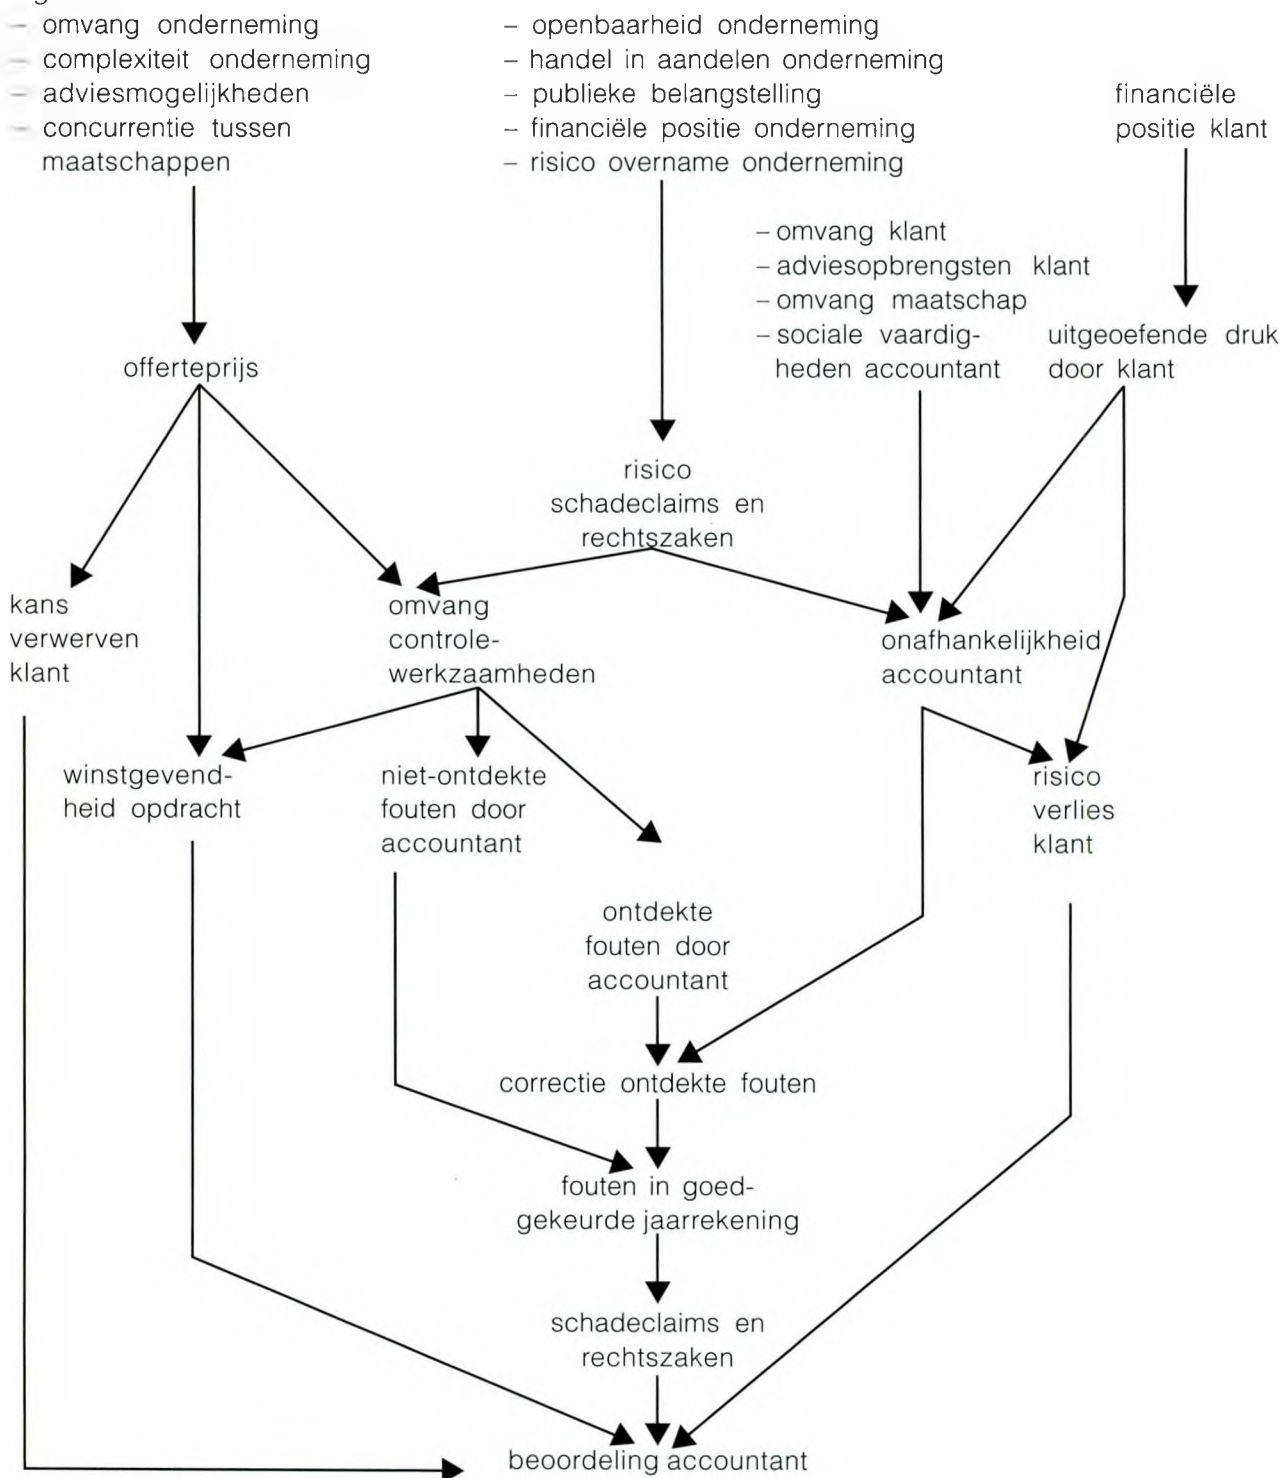 – omvang onderneming
– complexiteit onderneming
– adviesmogelijkheden
– concurrentie tussen
maatschappen
– openbaarheid onderneming
– handel in aandelen onderneming
– publieke belangstelling
– financiële positie onderneming
– risico overname onderneming
financiële
positie klant
– omvang klant
– adviesopbrengsten klant
– omvang maatschap
– sociale vaardig-
heden accountant
uitgeoefende druk
door klant
offerteprijs
risico
schadeclaims en
rechtszaken
kans
verwerven
klant
omvang
controle-
werkzaamheden
onafhankelijkheid
accountant
winstgevend-
heid opdracht
niet-ontdekte
fouten door
accountant
risico
verlies
klant
ontdekte
fouten door
accountant
correctie ontdekte fouten
fouten in goed-
gekeurde jaarrekening
schadeclaims en
rechtszaken
beoordeling accountant